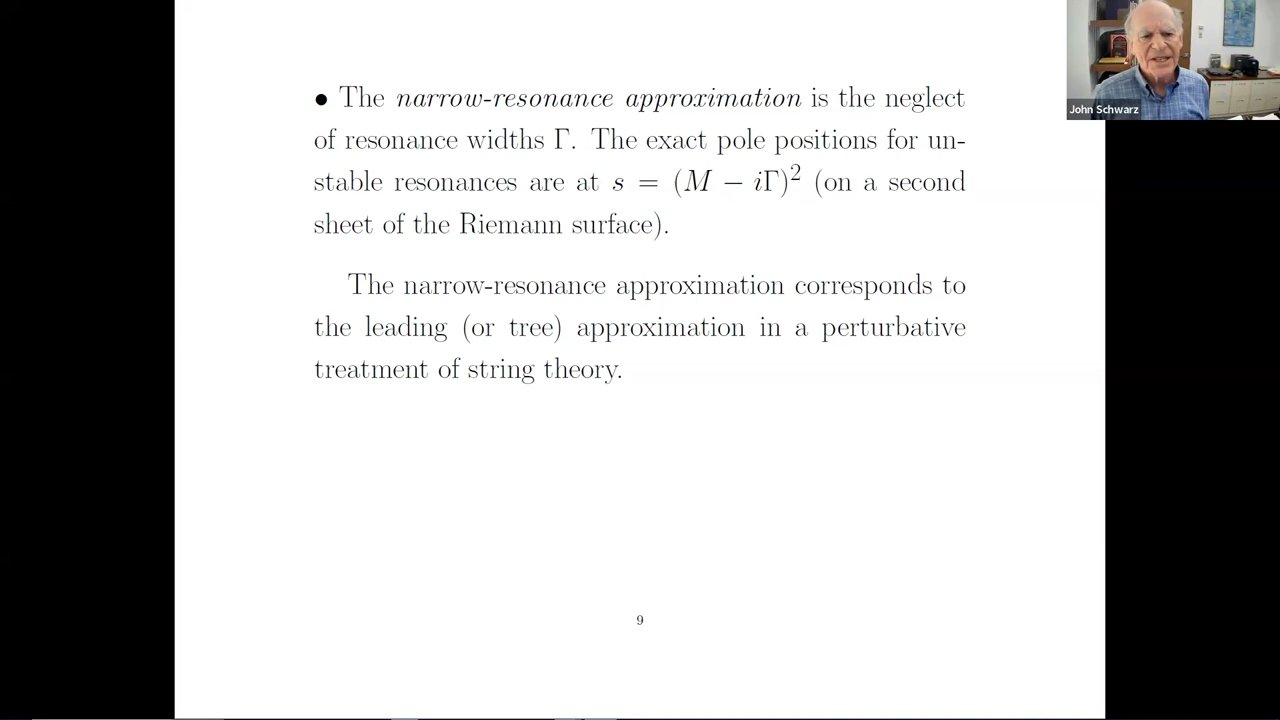 • The narrow-resonance approximation is the neglect
of resonance widths Γ. The exact pole positions for un-
stable resonances are at s = (M − iΓ)² (on a second
sheet of the Riemann surface).
The narrow-resonance approximation corresponds to
the leading (or tree) approximation in a perturbative
treatment of string theory.
9
John Schwarz